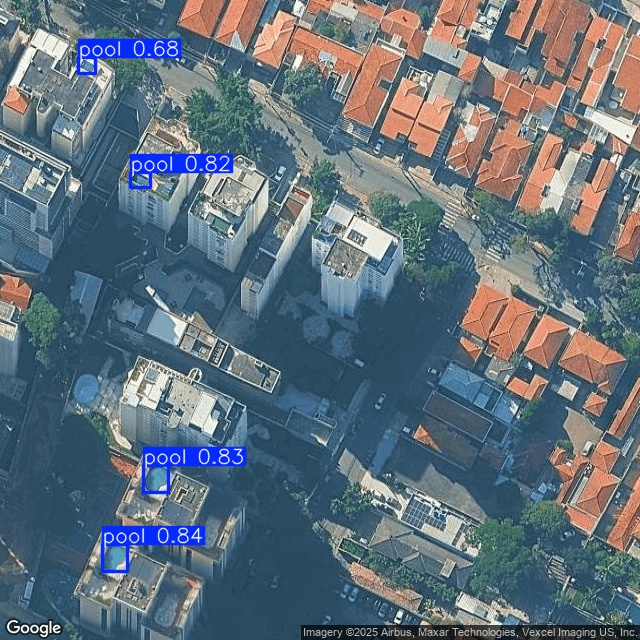 pool 0.68
pool 0.82
pool 0.83
pool 0.84
Google
Imagery ©2025 Airbus, Maxar Technologies, Vexcel Imaging US, Inc.